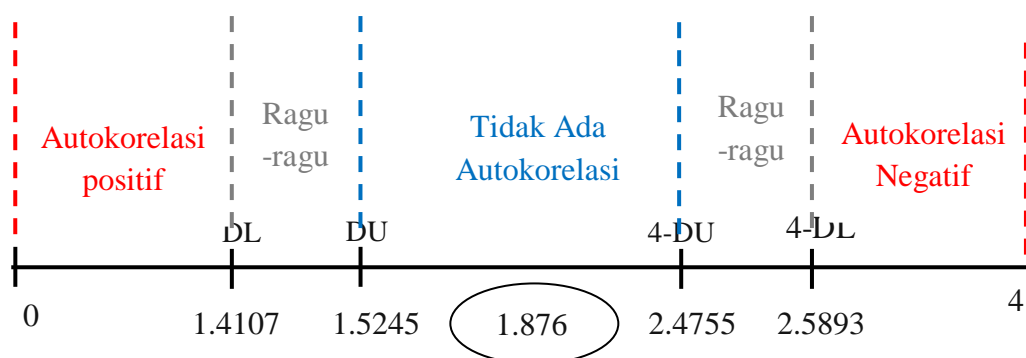 Autokorelasi
positif
Ragu
-ragu
Tidak Ada
Autokorelasi
Ragu
-ragu
Autokorelasi
Negatif
DL DU 4-DU 4-DL
0 1.4107 1.5245 1.876 2.4755 2.5893 4